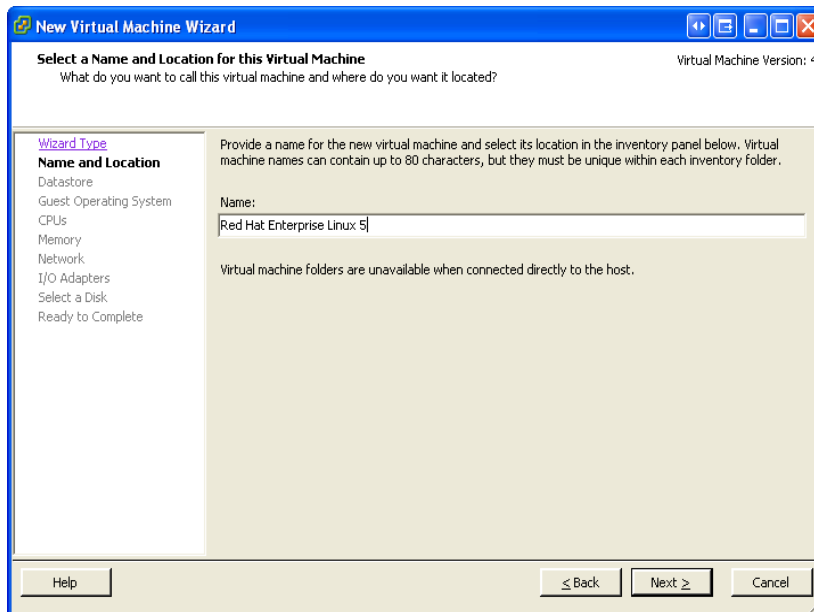 New Virtual Machine Wizard
Select a Name and Location for this Virtual Machine
What do you want to call this virtual machine and where do you want it located?
Virtual Machine Version: 4
Wizard Type
Name and Location
Datastore
Guest Operating System
CPUs
Memory
Network
I/O Adapters
Select a Disk
Ready to Complete
Provide a name for the new virtual machine and select its location in the inventory panel below. Virtual
machine names can contain up to 80 characters, but they must be unique within each inventory folder.
Name:
Red Hat Enterprise Linux 5
Virtual machine folders are unavailable when connected directly to the host.
Help
< Back
Next >
Cancel